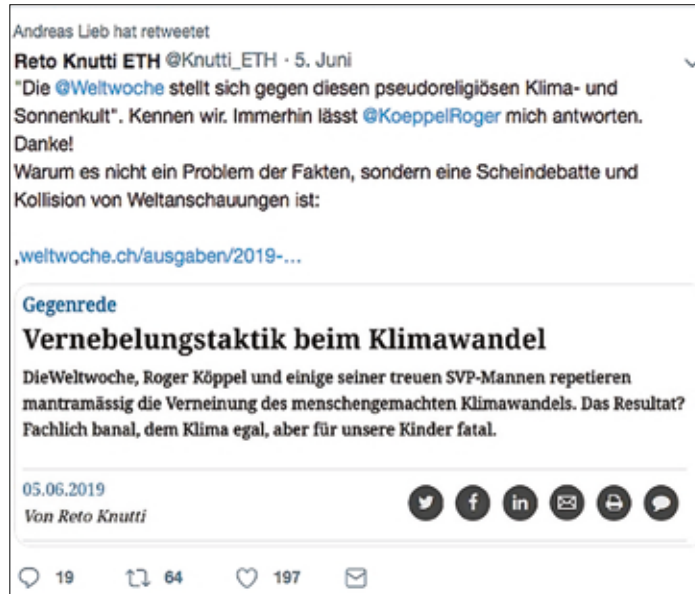 Andreas Lieb hat retweetet
Reto Knutti ETH @Knutti_ETH · 5. Juni
"Die @Weltwoche stellt sich gegen diesen pseudoreligiösen Klima- und
Sonnenkult". Kennen wir. Immerhin lässt @KoeppelRoger mich antworten.
Danke!
Warum es nicht ein Problem der Fakten, sondern eine Scheindebatte und
Kollision von Weltanschauungen ist:
,weltwoche.ch/ausgaben/2019-...
Gegenrede
Vernebelungstaktik beim Klimawandel
DieWeltwoche, Roger Köppel und einige seiner treuen SVP-Mannen repetieren
mantramässig die Verneinung des menschengemachten Klimawandels. Das Resultat?
Fachlich banal, dem Klima egal, aber für unsere Kinder fatal.
05.06.2019
Von Reto Knutti
19 64 197